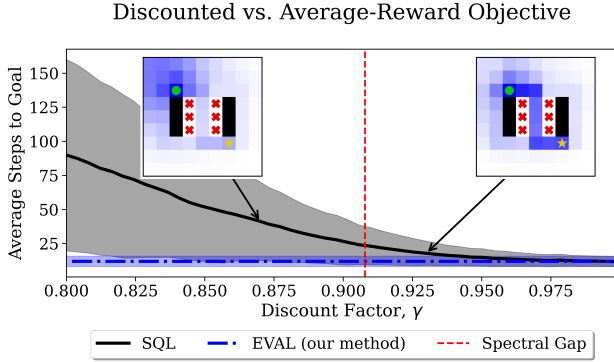 Discounted vs. Average-Reward Objective
Average Steps to Goal
150
125
100
75
50
25
0.800
0.825
0.850
0.875
0.900
0.925
0.950
0.975
Discount Factor, γ
SQL
EVAL (our method)
Spectral Gap